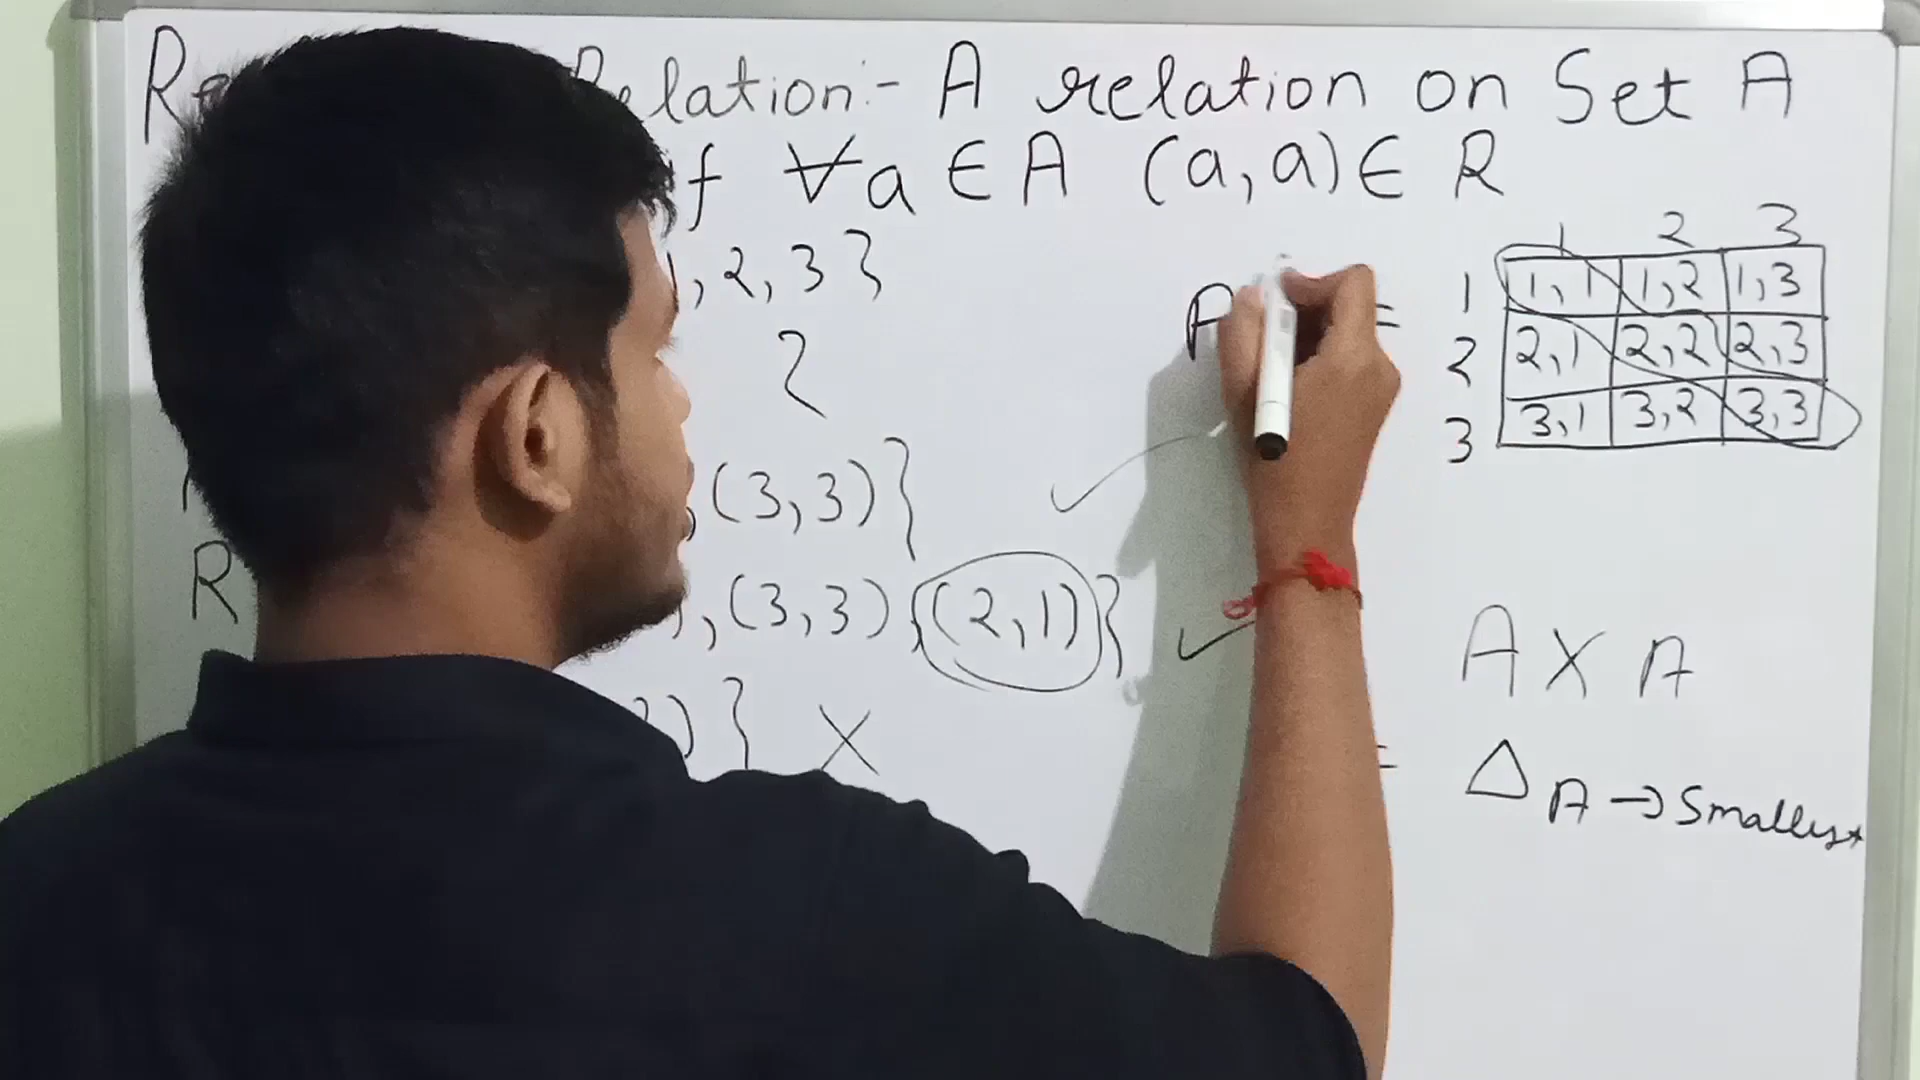 Relation:- A relation on Set A
f ∀a ∈ A (a,a) ∈ R
1, 2, 3 }
A =
1 2 3
1 1,1 1,2 1,3
2 2,1 2,2 2,3
3 3,1 3,2 3,3
, (3,3) } ✓
R ), (3,3), (2,1) } ✓
} X
A X A
= △A → Smallest